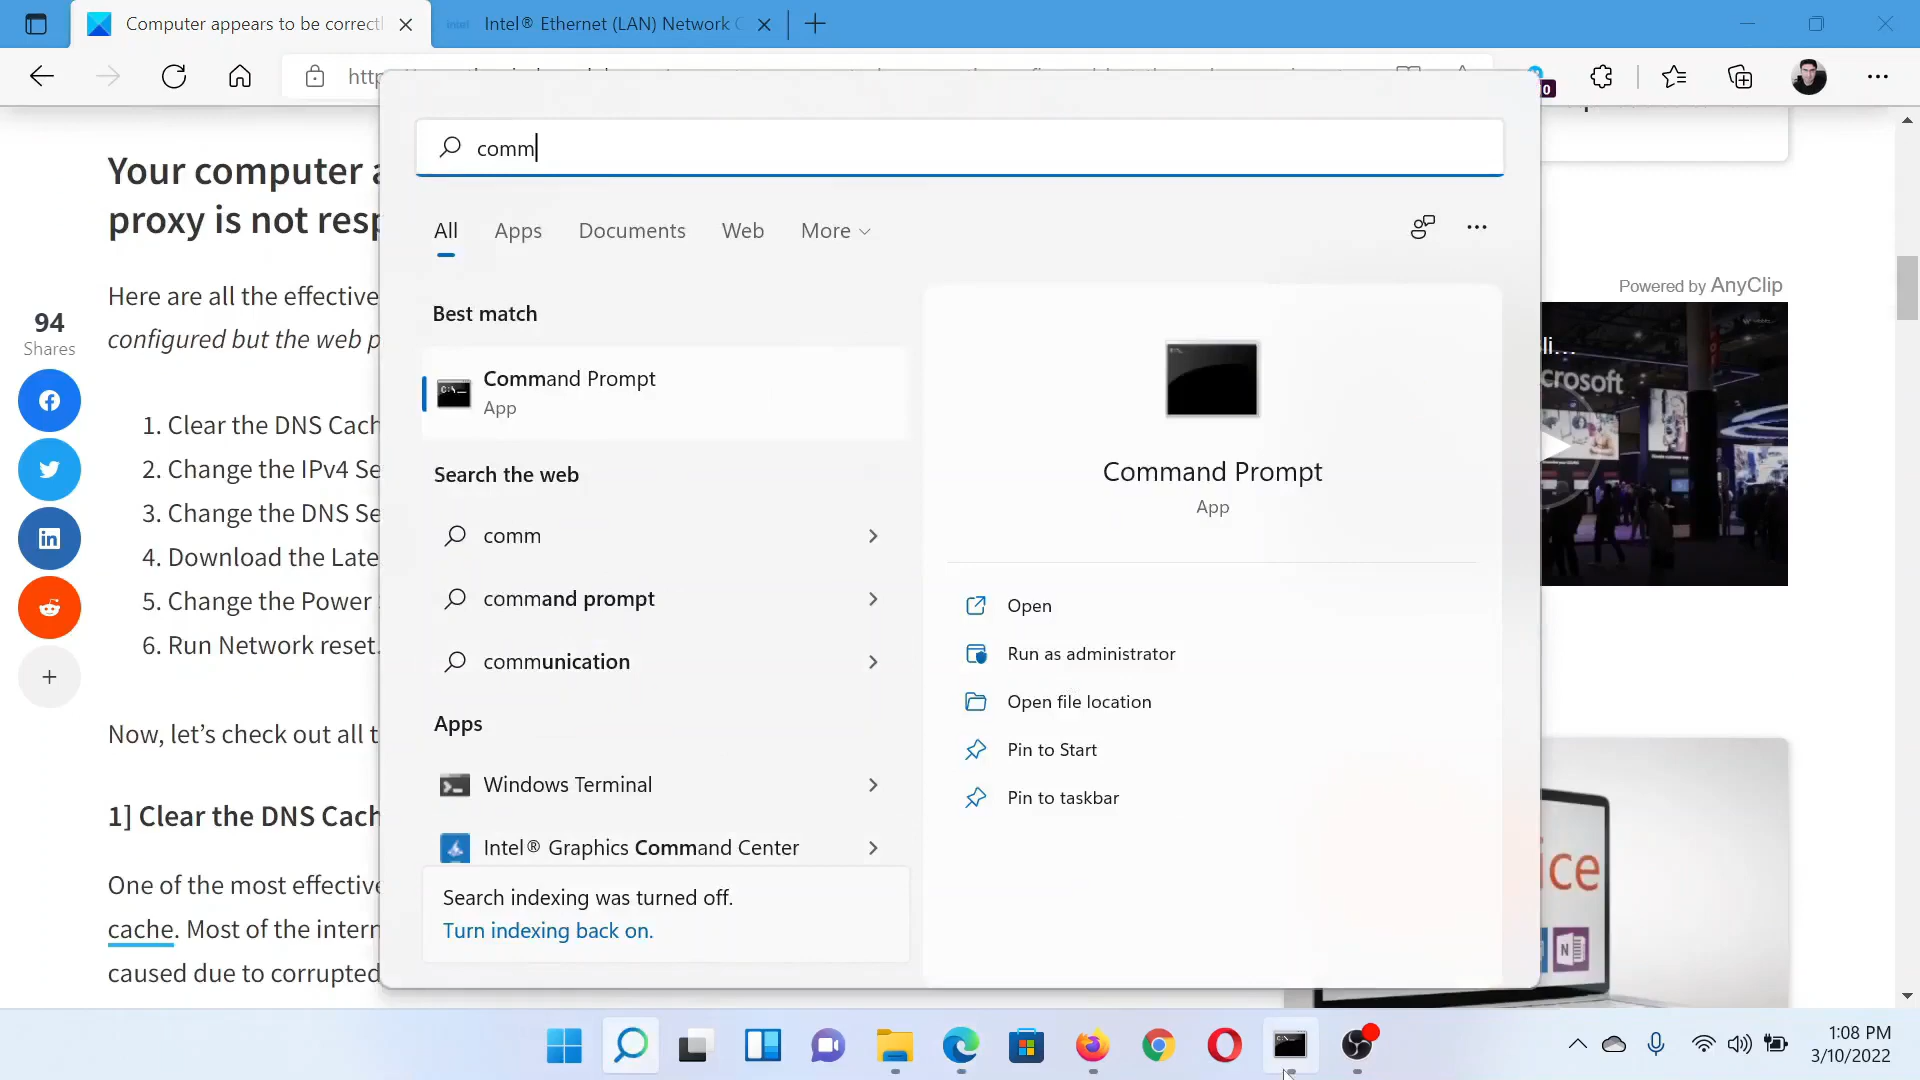 Computer appears to be correctl
Intel® Ethernet (LAN) Network C
http
0
comm
All
Apps
Documents
Web
More
Your computer a
proxy is not resp
Here are all the effective
configured but the web p
94
Shares
1. Clear the DNS Cach
2. Change the IPv4 Se
3. Change the DNS Se
4. Download the Late
5. Change the Power
6. Run Network reset.
Now, let's check out all t
1] Clear the DNS Cach
One of the most effective
cache. Most of the intern
caused due to corrupted
Best match
Command Prompt
App
Search the web
comm
command prompt
communication
Apps
Windows Terminal
Intel® Graphics Command Center
Search indexing was turned off.
Turn indexing back on.
Command Prompt
App
Open
Run as administrator
Open file location
Pin to Start
Pin to taskbar
Powered by AnyClip
li...
crosoft
ice
N
1:08 PM
3/10/2022